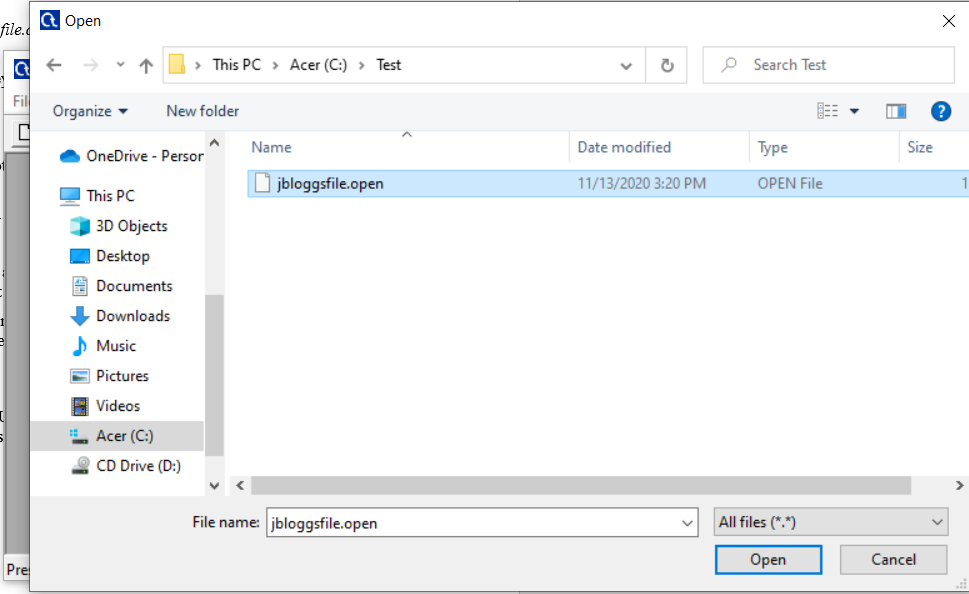 Open
file.
This PC > Acer (C:) > Test
Search Test
Fil
Organize
New folder
?
Name
Date modified
Type
Size
OneDrive - Person
jbloggsfile.open
11/13/2020 3:20 PM
OPEN File
1
This PC
3D Objects
Desktop
Documents
Downloads
Music
Pictures
Videos
Acer (C:)
CD Drive (D:)
File name:
jbloggsfile.open
All files (*.*)
Open
Cancel
Pres